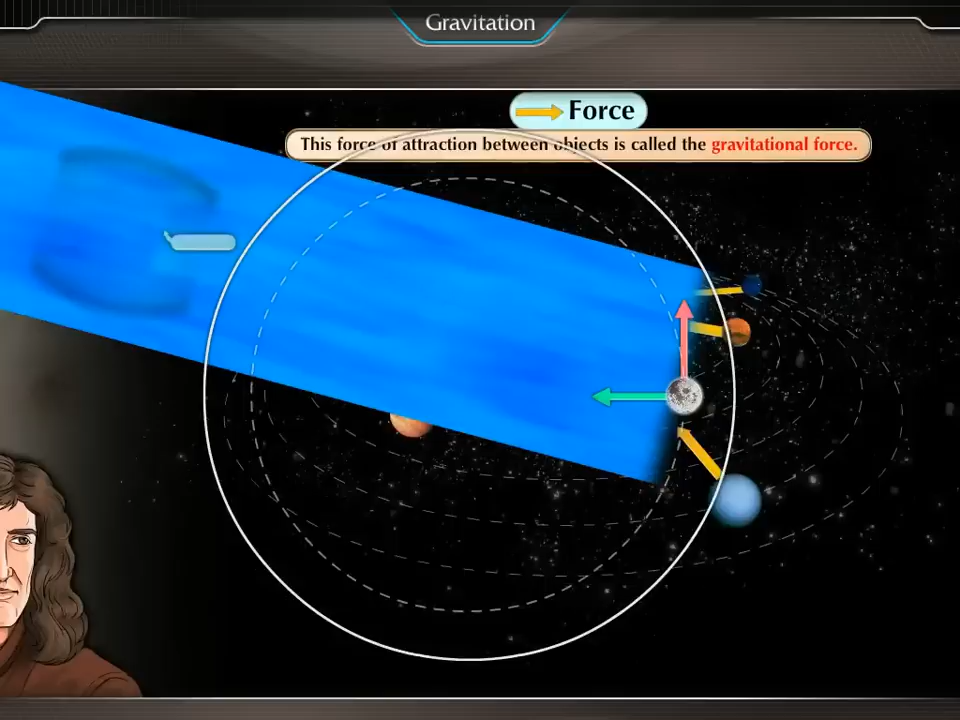 Gravitation
Force
This force of attraction between objects is called the gravitational force.